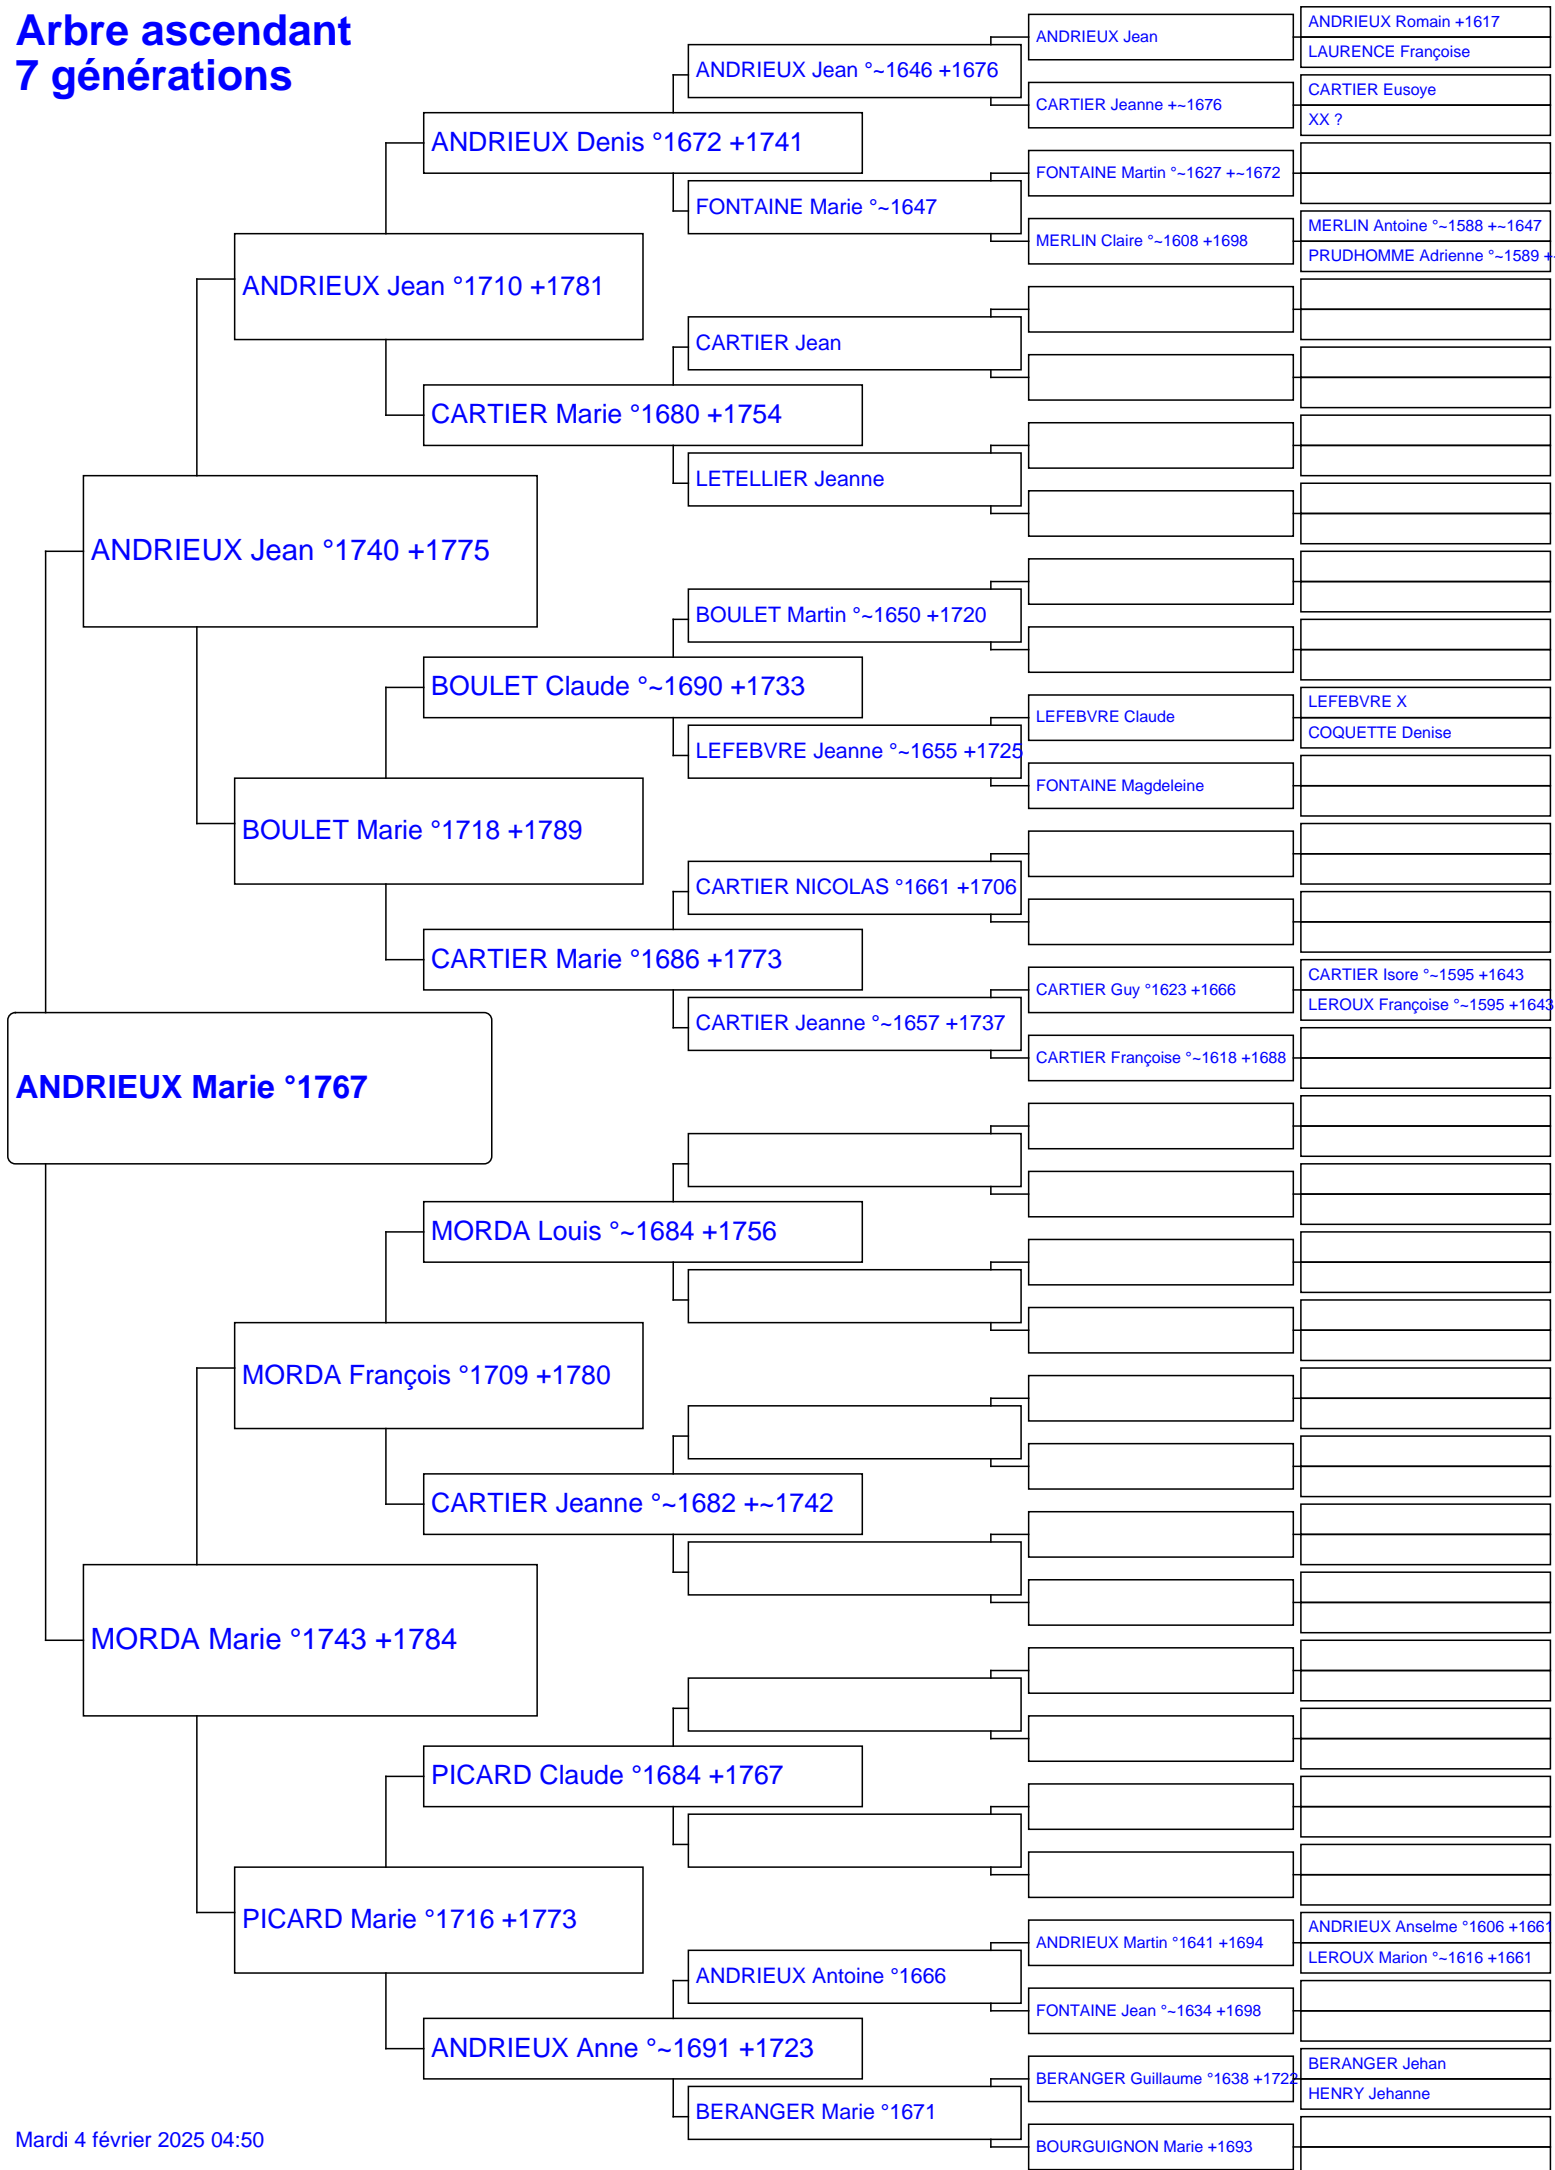 Arbre ascendant
7 générations
ANDRIEUX Romain +1617
ANDRIEUX Jean
LAURENCE Françoise
ANDRIEUX Jean °~1646 +1676
CARTIER Eusoye
CARTIER Jeanne +~1676
XX ?
ANDRIEUX Denis °1672 +1741
FONTAINE Martin °~1627 +~1672
FONTAINE Marie °~1647
MERLIN Antoine °~1588 +~1647
MERLIN Claire °~1608 +1698
PRUDHOMME Adrienne °~1589 +
ANDRIEUX Jean °1710 +1781
CARTIER Jean
CARTIER Marie °1680 +1754
LETELLIER Jeanne
ANDRIEUX Jean °1740 +1775
BOULET Martin °~1650 +1720
BOULET Claude °~1690 +1733
LEFEBVRE X
LEFEBVRE Claude
COQUETTE Denise
LEFEBVRE Jeanne °~1655 +1725
FONTAINE Magdeleine
BOULET Marie °1718 +1789
CARTIER NICOLAS °1661 +1706
CARTIER Marie °1686 +1773
CARTIER Isore °~1595 +1643
CARTIER Guy °1623 +1666
LEROUX Françoise °~1595 +1643
CARTIER Jeanne °~1657 +1737
CARTIER Françoise °~1618 +1688
ANDRIEUX Marie °1767
MORDA Louis °~1684 +1756
MORDA François °1709 +1780
CARTIER Jeanne °~1682 +~1742
MORDA Marie °1743 +1784
PICARD Claude °1684 +1767
PICARD Marie °1716 +1773
ANDRIEUX Anselme °1606 +1661
ANDRIEUX Martin °1641 +1694
LEROUX Marion °~1616 +1661
ANDRIEUX Antoine °1666
FONTAINE Jean °~1634 +1698
ANDRIEUX Anne °~1691 +1723
BERANGER Jehan
BERANGER Guillaume °1638 +1722
HENRY Jehanne
BERANGER Marie °1671
BOURGUIGNON Marie +1693
Mardi 4 février 2025 04:50